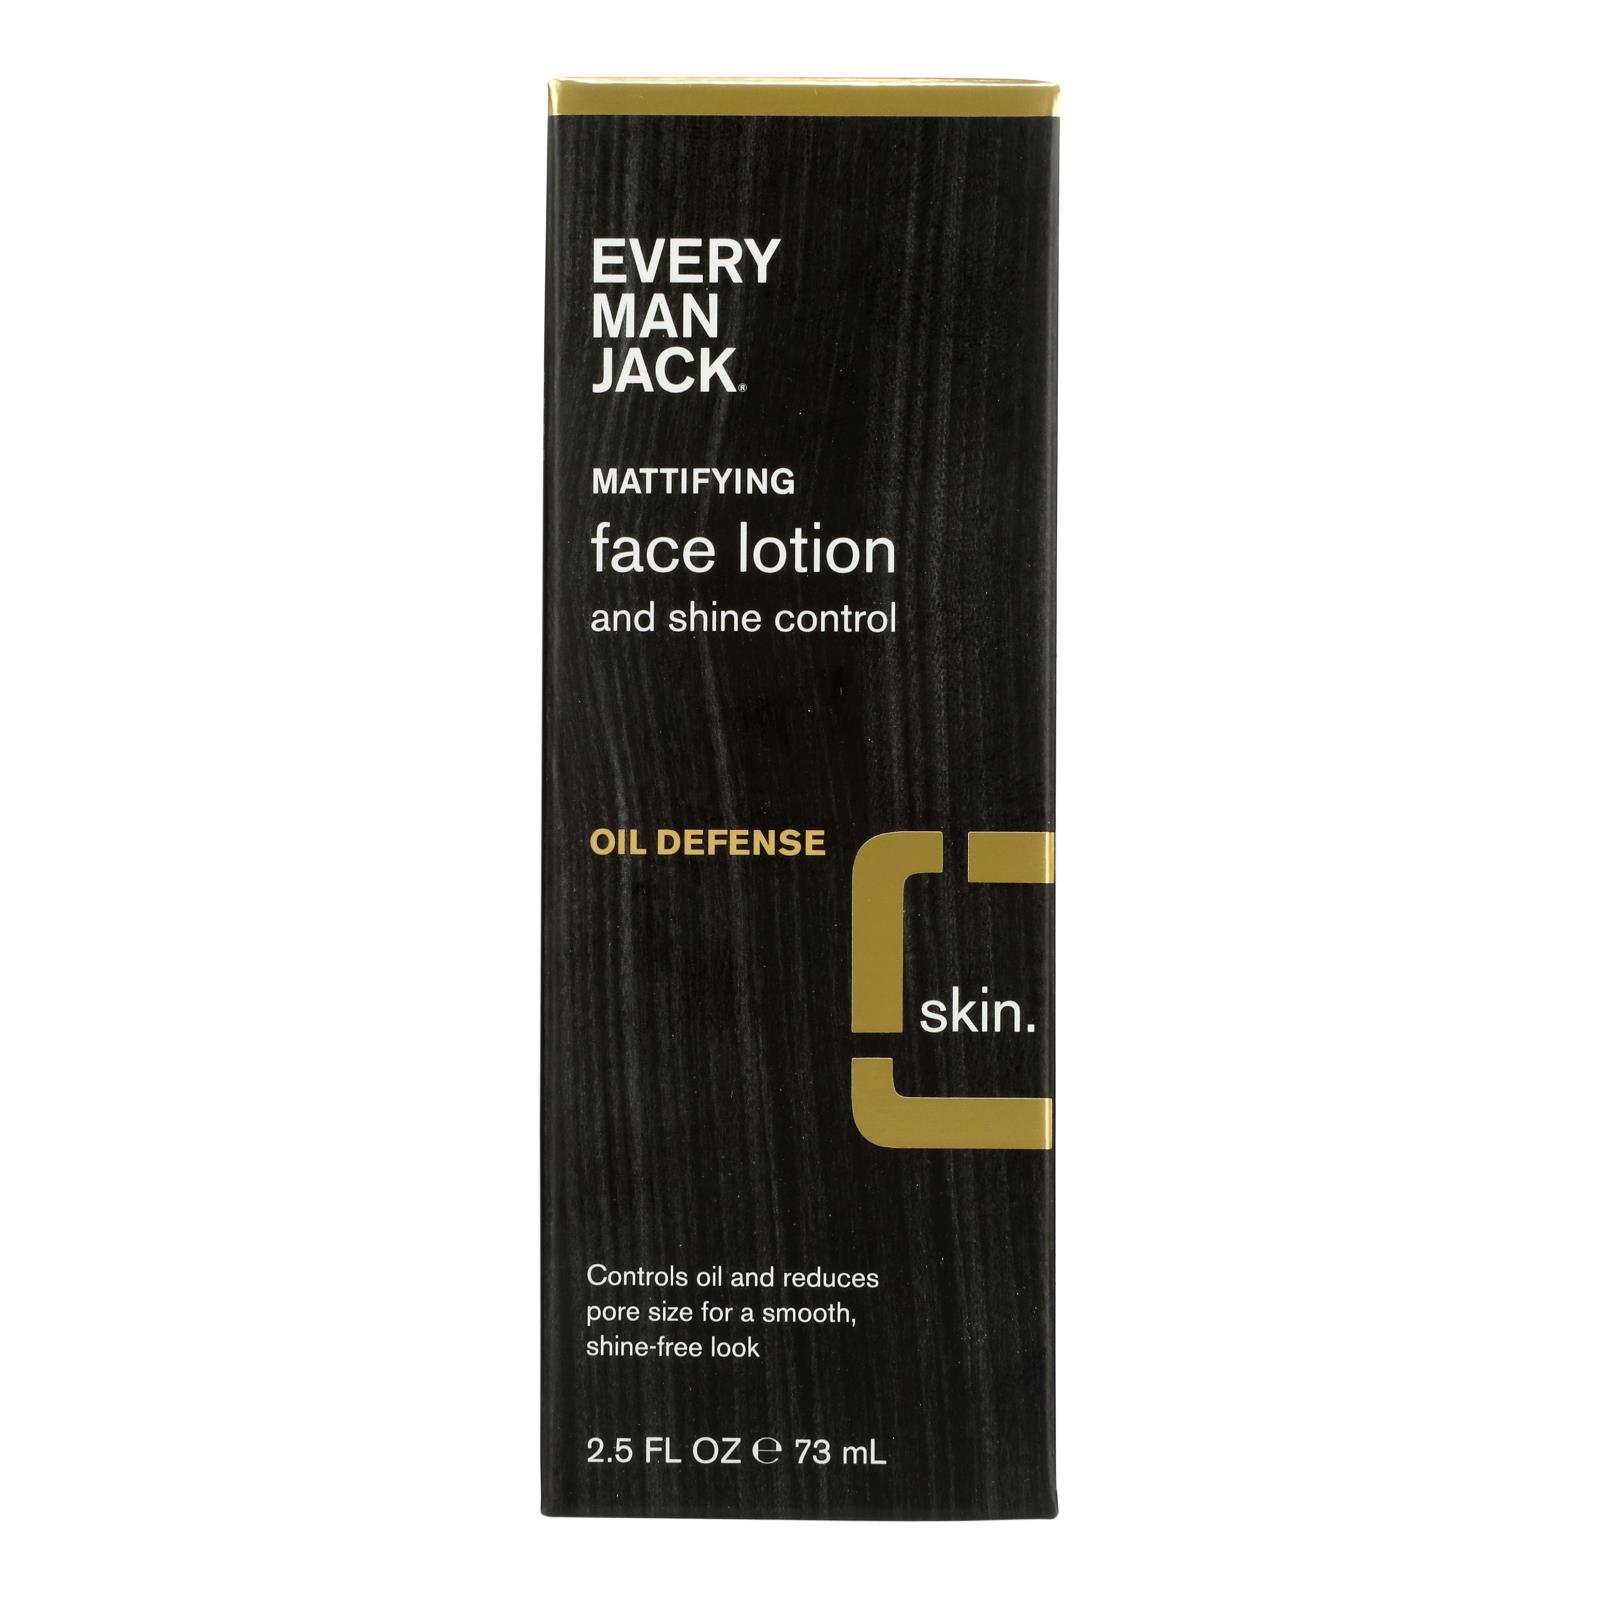 EVERY
MAN
JACK®
MATTIFYING
face lotion
and shine control
OIL DEFENSE
skin.
Controls oil and reduces
pore size for a smooth,
shine-free look
2.5 FL OZ ℮ 73 mL